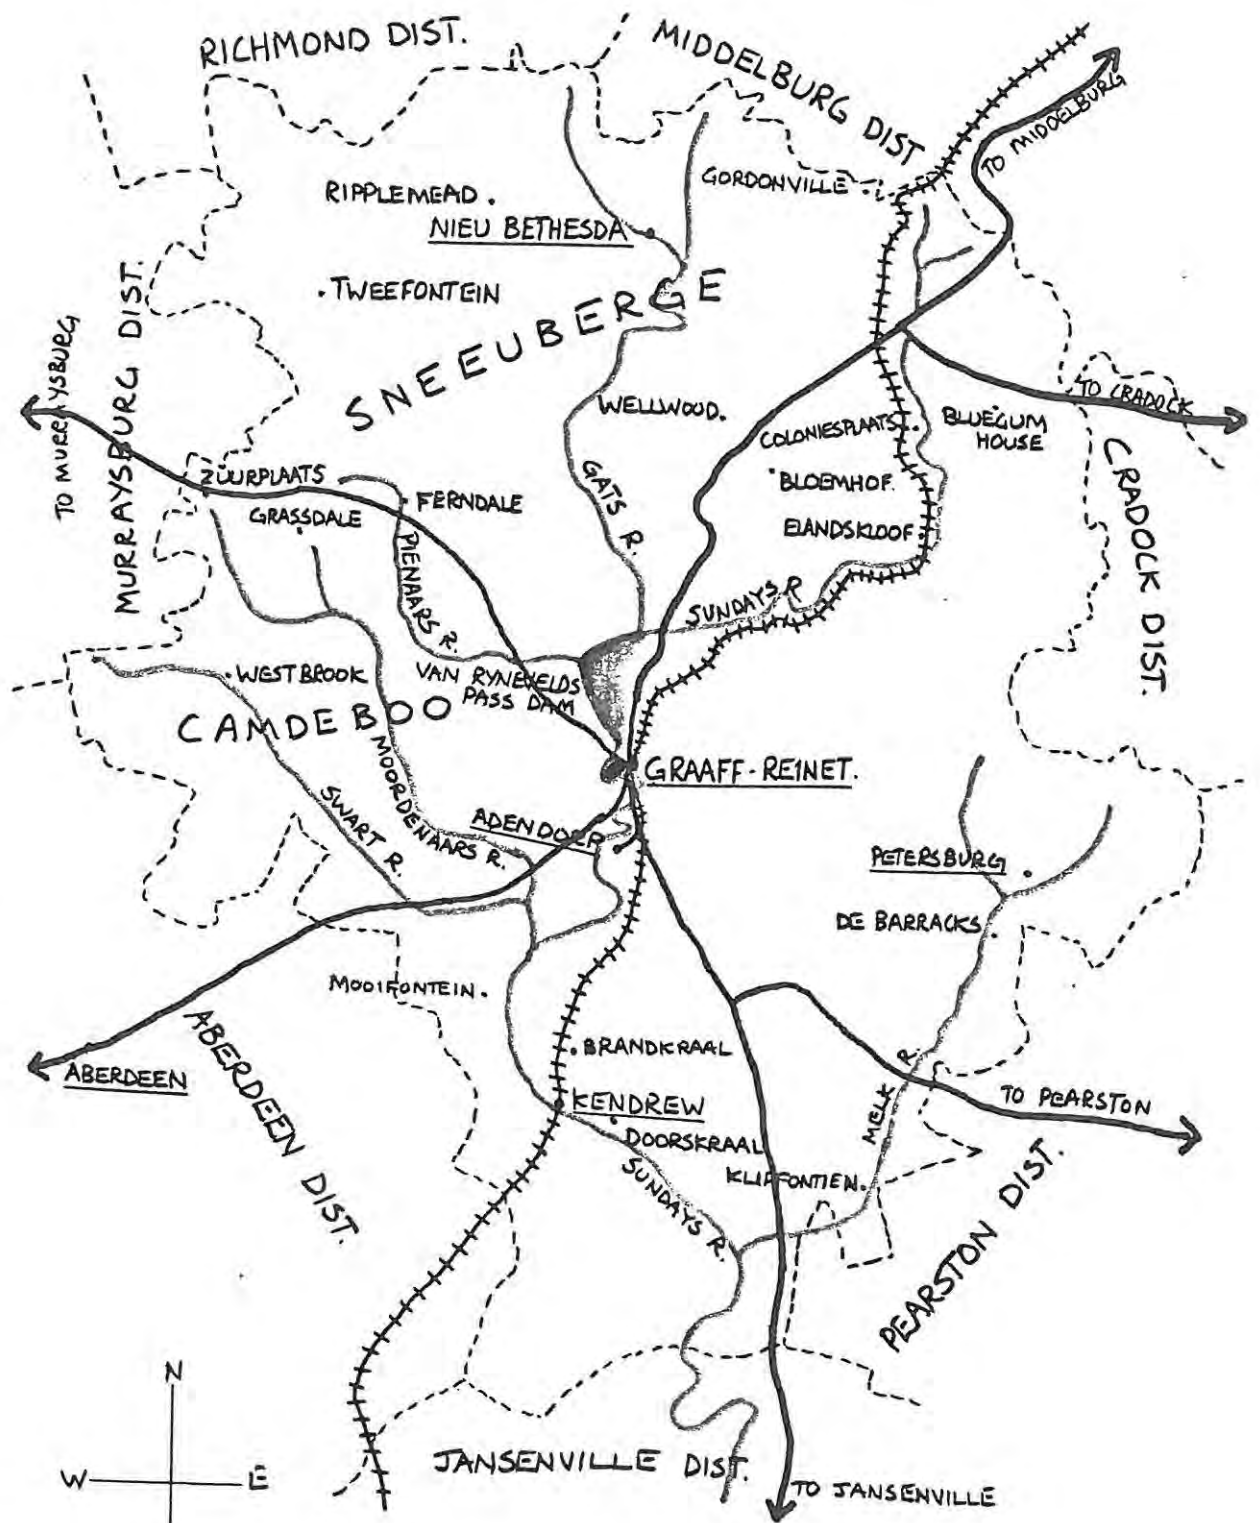 RICHMOND DIST.
MIDDELBURG DIST
TO MIDDELBURG
GORDONVILLE
RIPPLEMEAD
NIEU BETHESDA
TWEEFONTEIN
SNEEUBERGE
MURRAYSBURG DIST.
TO MURRAYSBURG
TO CRADOCK
WELLWOOD.
COLONIESPLAATS
BLUEGUM
HOUSE
BLOEMHOF.
ELANDSKLOOF
CRADOCK DIST.
ZUURPLAATS
GRASSDALE
FERNDALE
GATS R.
PIENAARS R.
SUNDAYS R
WESTBROOK
VAN RYNEVELDS
PASS DAM
CAMDEBOO
GRAAFF-REINET.
MOORDENAARS R.
SWART R.
ADENDORP
PETERSBURG
DE BARRACKS
MOOIFONTEIN.
BRANDKRAAL
ABERDEEN
ABERDEEN DIST.
KENDREW
DOORSKRAAL
MELK R.
TO PEARSTON
KLIPFONTIEN.
SUNDAYS R.
PEARSTON DIST.
JANSENVILLE DIST.
TO JANSENVILLE
N
W
E